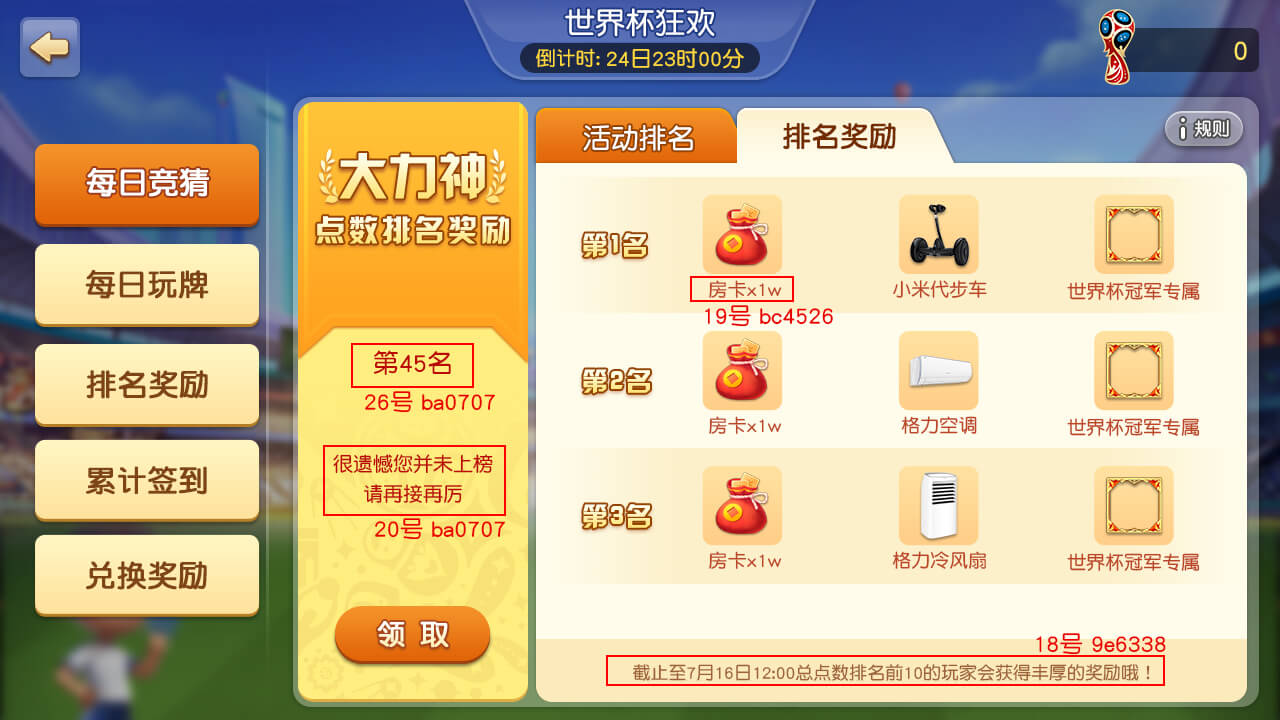 世界杯狂欢
倒计时: 24日23时00分
0
每日竞猜
每日玩牌
排名奖励
累计签到
兑换奖励
大力神
点数排名奖励
第45名
26号 ba0707
很遗憾您并未上榜
请再接再厉
20号 ba0707
领 取
活动排名
排名奖励
规则
第1名
房卡x1w
小米代步车
世界杯冠军专属
19号 bc4526
第2名
房卡x1w
格力空调
世界杯冠军专属
第3名
房卡x1w
格力冷风扇
世界杯冠军专属
18号 9e6338
截止至7月16日12:00总点数排名前10的玩家会获得丰厚的奖励哦！